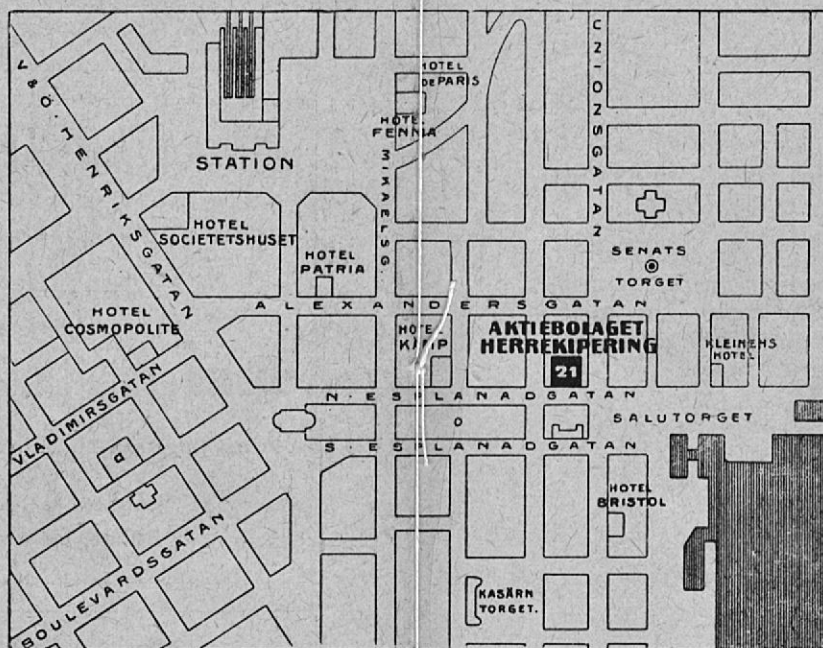 UNIONSGATAN
V & Ö. HENRIKSGATAN
HOTEL
DE PARIS
HOTEL
FENNIA
STATION
MIKAELSG.
HOTEL
SOCIETETSHUSET
HOTEL
PATRIA
SENATS
TORGET
ALEXANDERSGATAN
HOTEL
COSMOPOLITE
HOTEL
KÄMP
AKTIEBOLAGET
HERREKIPERING
21
KLEINEHS
HOTEL
VLADIMIRSGATAN
N. ESPLANADGATAN
SALUTORGET
S. ESPLANADGATAN
HOTEL
BRISTOL
BOULEVARDSGATAN
KASÄRN
TORGET.